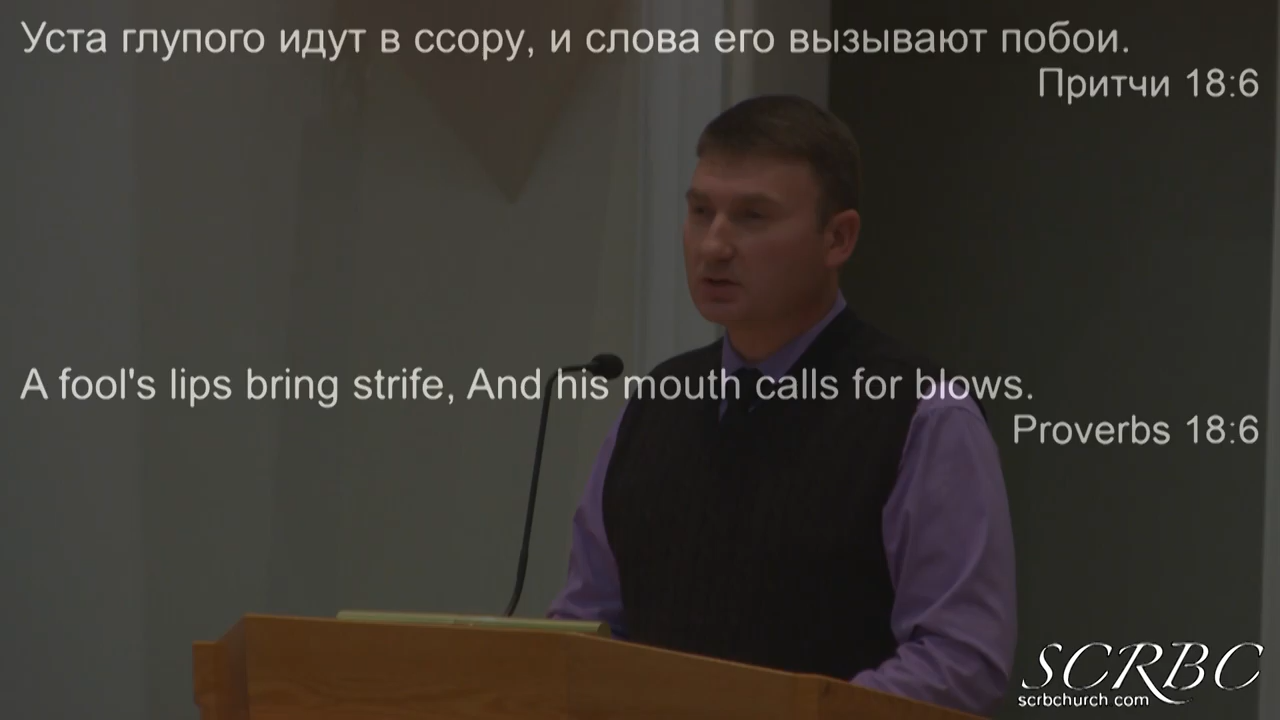 Уста глупого идут в ссору, и слова его вызывают побои.
Притчи 18:6
A fool's lips bring strife, And his mouth calls for blows.
Proverbs 18:6
SCRBC
scrbchurch com